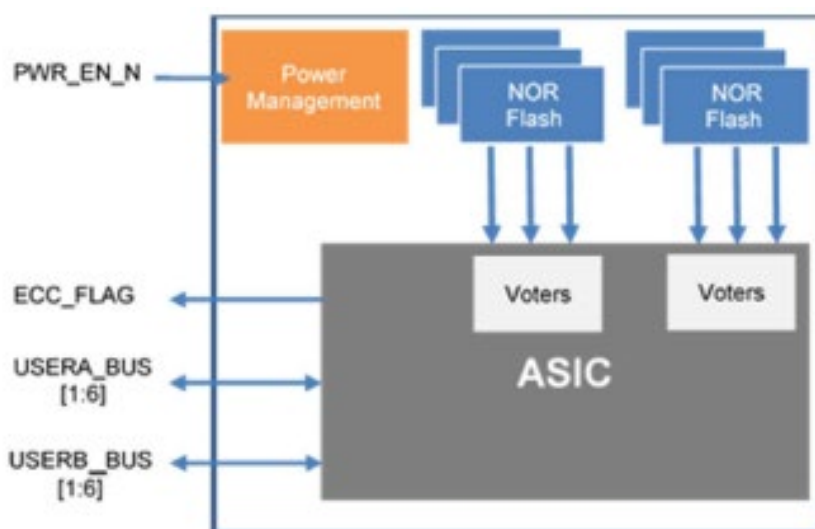 PWR_EN_N
Power
Management
NOR
Flash
NOR
Flash
Voters
Voters
ASIC
ECC_FLAG
USERA_BUS
[1:6]
USERB_BUS
[1:6]